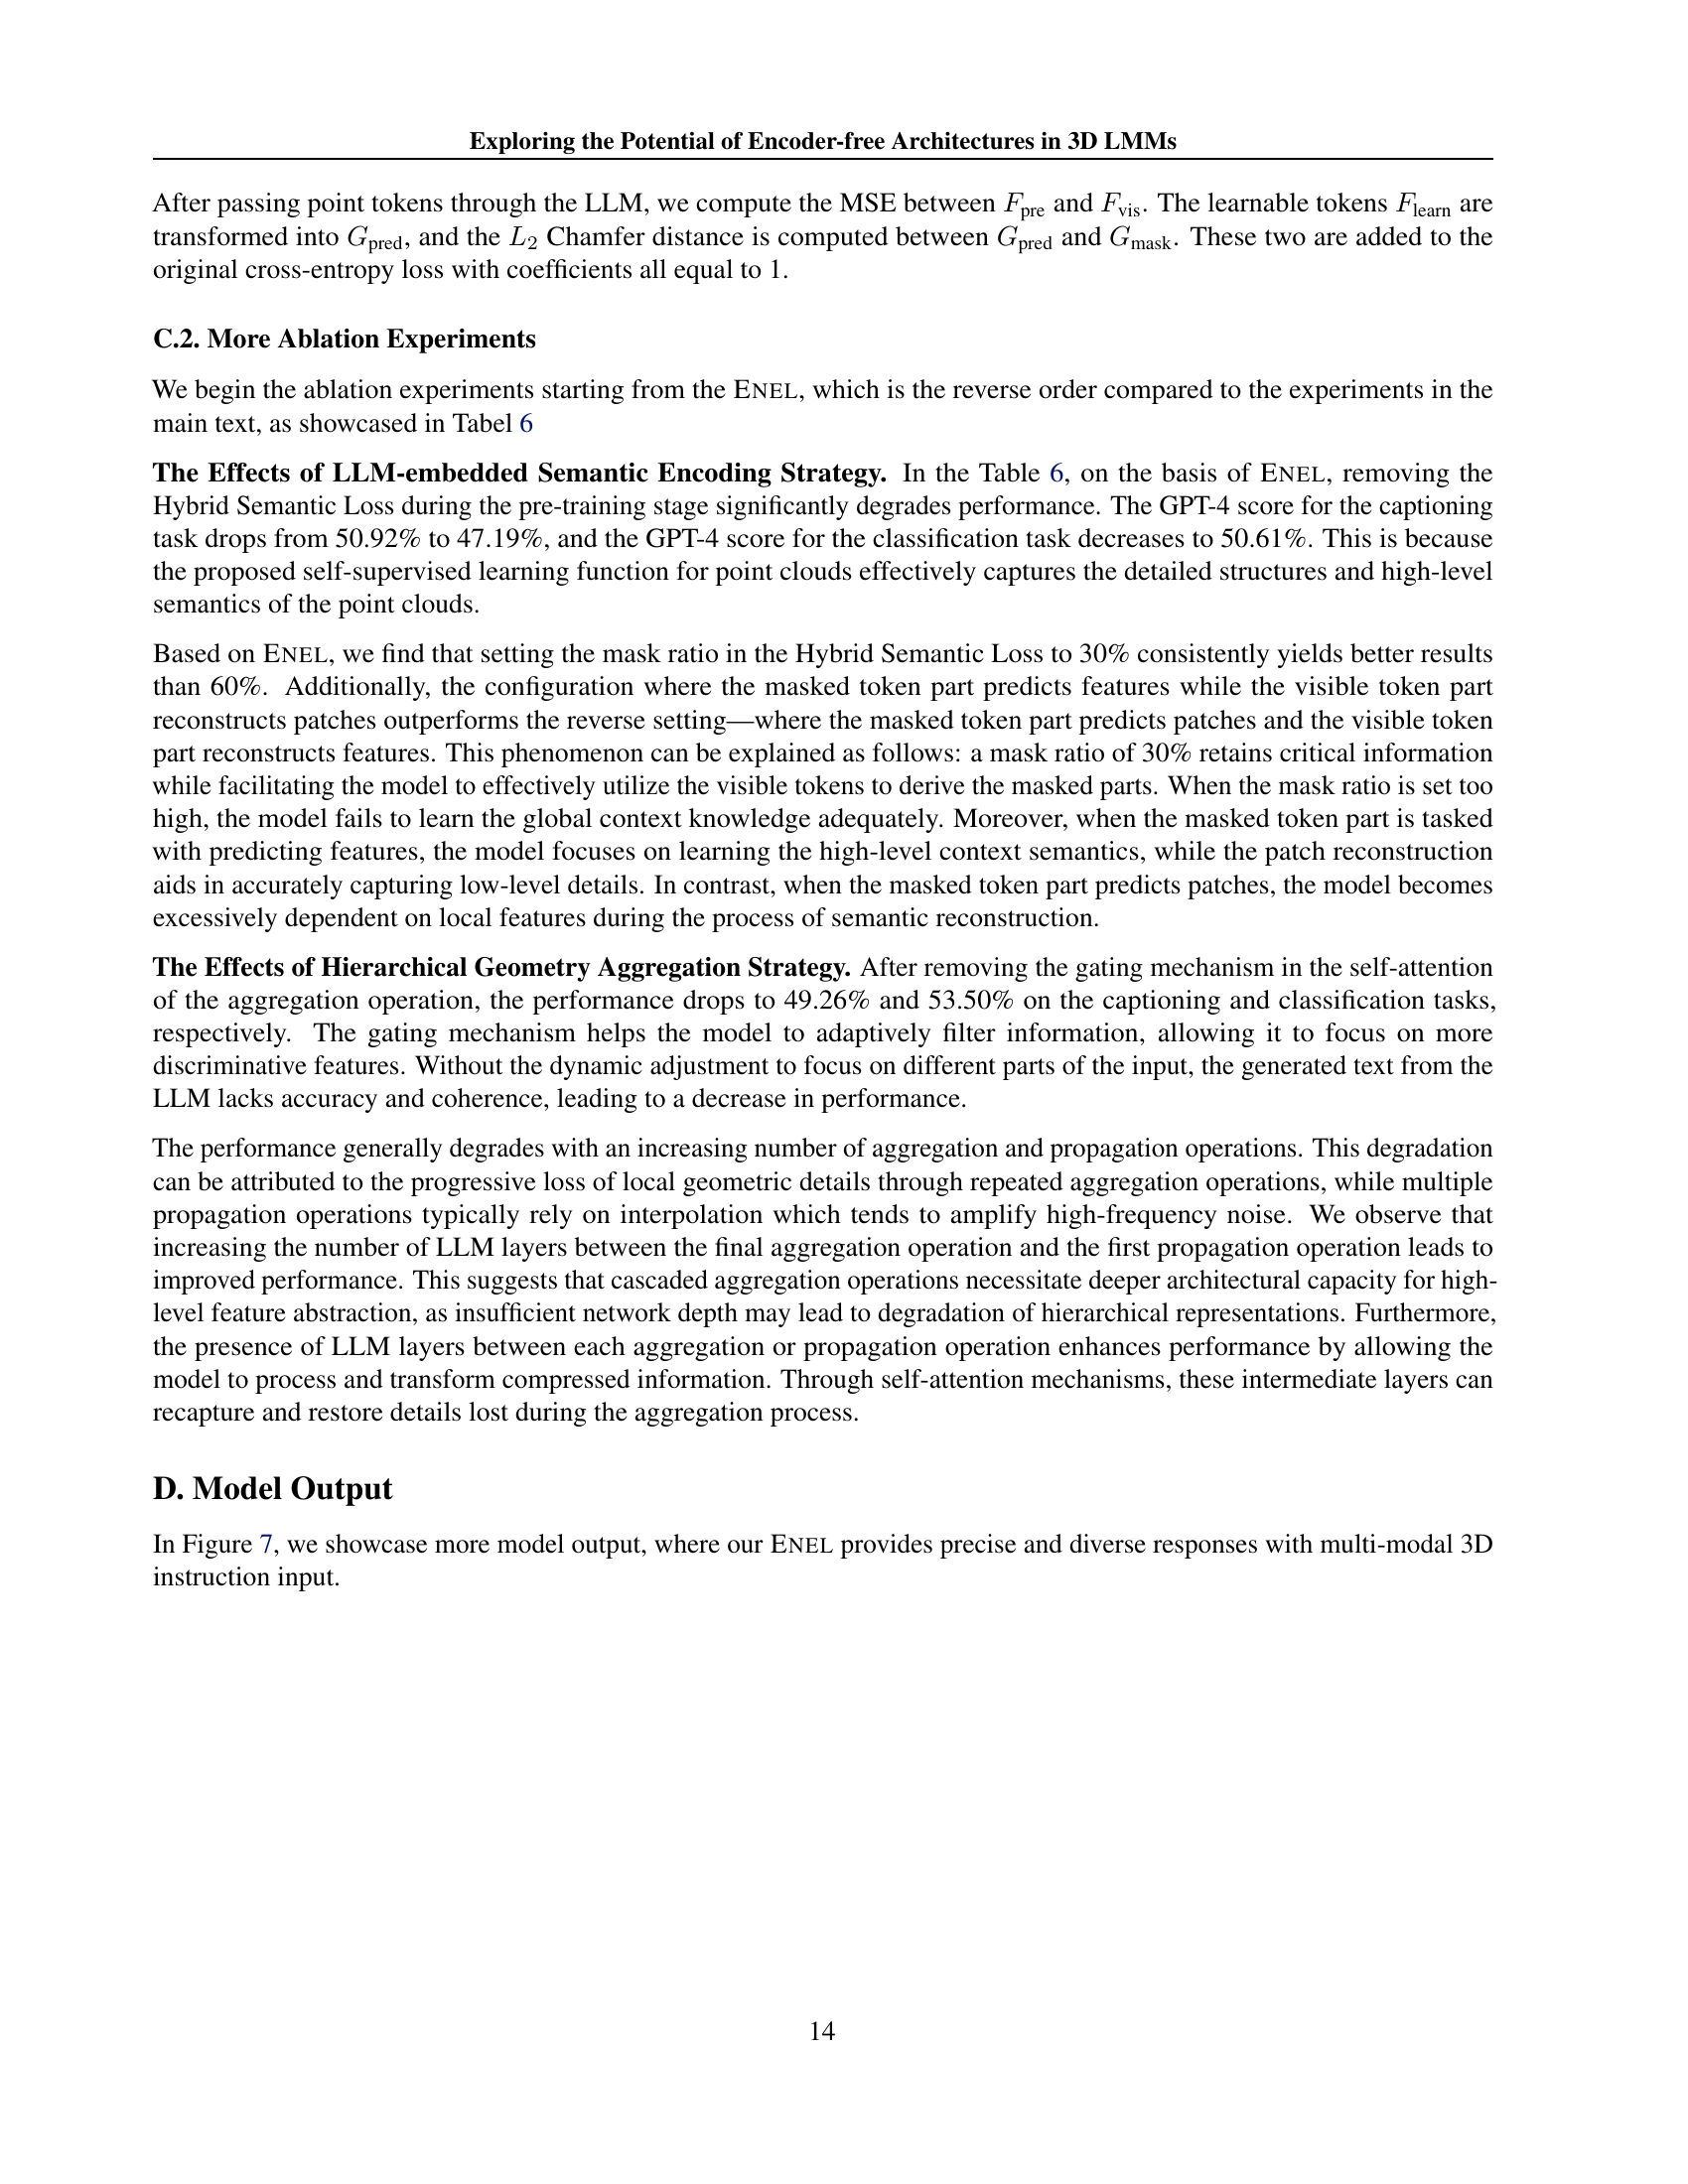 Exploring the Potential of Encoder-free Architectures in 3D LMMs
After passing point tokens through the LLM, we compute the MSE between F_pre and F_vis. The learnable tokens F_learn are
transformed into G_pred, and the L_2 Chamfer distance is computed between G_pred and G_mask. These two are added to the
original cross-entropy loss with coefficients all equal to 1.
C.2. More Ablation Experiments
We begin the ablation experiments starting from the ENEL, which is the reverse order compared to the experiments in the
main text, as showcased in Tabel 6
The Effects of LLM-embedded Semantic Encoding Strategy. In the Table 6, on the basis of ENEL, removing the
Hybrid Semantic Loss during the pre-training stage significantly degrades performance. The GPT-4 score for the captioning
task drops from 50.92% to 47.19%, and the GPT-4 score for the classification task decreases to 50.61%. This is because
the proposed self-supervised learning function for point clouds effectively captures the detailed structures and high-level
semantics of the point clouds.
Based on ENEL, we find that setting the mask ratio in the Hybrid Semantic Loss to 30% consistently yields better results
than 60%. Additionally, the configuration where the masked token part predicts features while the visible token part
reconstructs patches outperforms the reverse setting—where the masked token part predicts patches and the visible token
part reconstructs features. This phenomenon can be explained as follows: a mask ratio of 30% retains critical information
while facilitating the model to effectively utilize the visible tokens to derive the masked parts. When the mask ratio is set too
high, the model fails to learn the global context knowledge adequately. Moreover, when the masked token part is tasked
with predicting features, the model focuses on learning the high-level context semantics, while the patch reconstruction
aids in accurately capturing low-level details. In contrast, when the masked token part predicts patches, the model becomes
excessively dependent on local features during the process of semantic reconstruction.
The Effects of Hierarchical Geometry Aggregation Strategy. After removing the gating mechanism in the self-attention
of the aggregation operation, the performance drops to 49.26% and 53.50% on the captioning and classification tasks,
respectively. The gating mechanism helps the model to adaptively filter information, allowing it to focus on more
discriminative features. Without the dynamic adjustment to focus on different parts of the input, the generated text from the
LLM lacks accuracy and coherence, leading to a decrease in performance.
The performance generally degrades with an increasing number of aggregation and propagation operations. This degradation
can be attributed to the progressive loss of local geometric details through repeated aggregation operations, while multiple
propagation operations typically rely on interpolation which tends to amplify high-frequency noise. We observe that
increasing the number of LLM layers between the final aggregation operation and the first propagation operation leads to
improved performance. This suggests that cascaded aggregation operations necessitate deeper architectural capacity for high-
level feature abstraction, as insufficient network depth may lead to degradation of hierarchical representations. Furthermore,
the presence of LLM layers between each aggregation or propagation operation enhances performance by allowing the
model to process and transform compressed information. Through self-attention mechanisms, these intermediate layers can
recapture and restore details lost during the aggregation process.
D. Model Output
In Figure 7, we showcase more model output, where our ENEL provides precise and diverse responses with multi-modal 3D
instruction input.
14